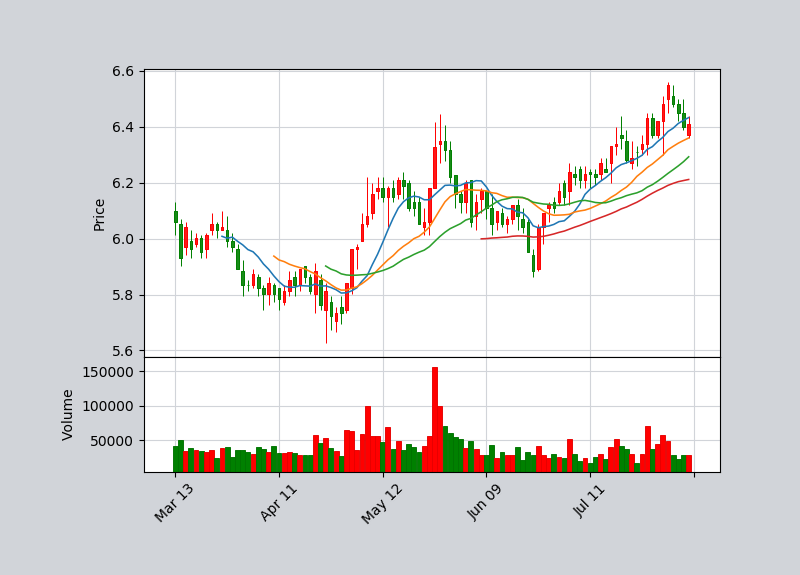 6.6
6.4
6.2
6.0
5.8
5.6
Price
150000
100000
50000
Volume
Mar 13
Apr 11
May 12
Jun 09
Jul 11